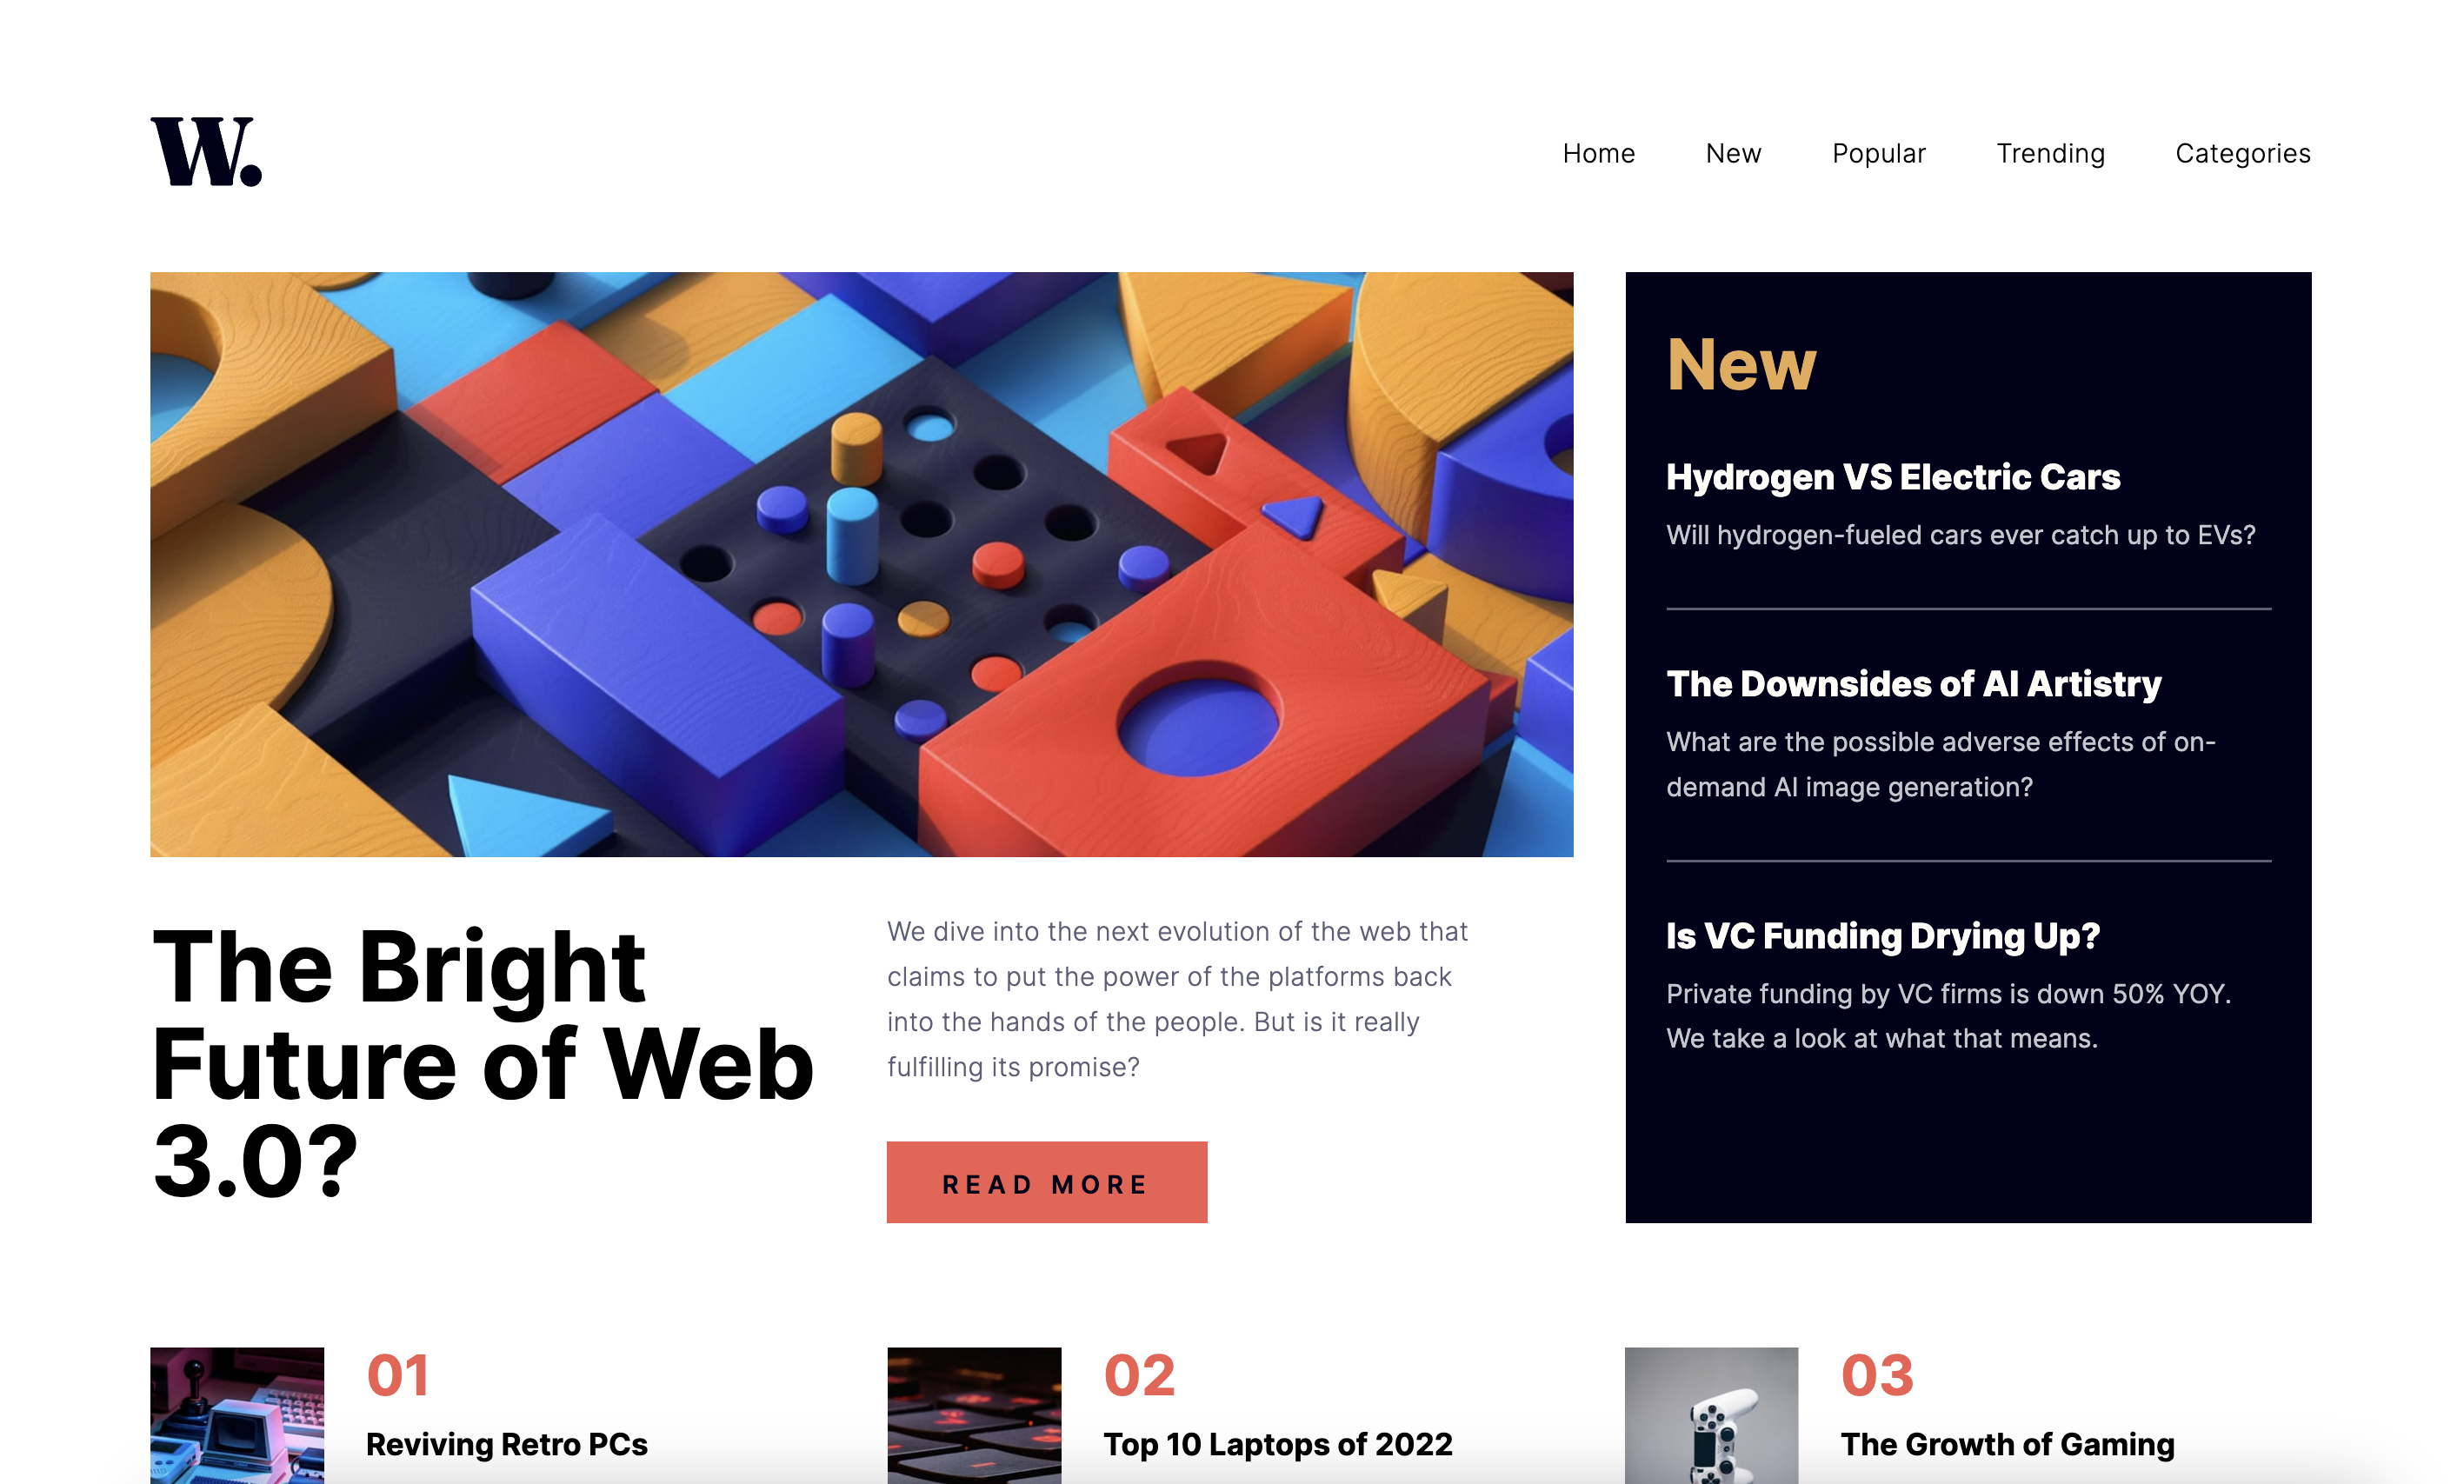 W.
Home
New
Popular
Trending
Categories
The Bright
Future of Web
3.0?
We dive into the next evolution of the web that
claims to put the power of the platforms back
into the hands of the people. But is it really
fulfilling its promise?
READ MORE
New
Hydrogen VS Electric Cars
Will hydrogen-fueled cars ever catch up to EVs?
The Downsides of AI Artistry
What are the possible adverse effects of on-
demand AI image generation?
Is VC Funding Drying Up?
Private funding by VC firms is down 50% YOY.
We take a look at what that means.
01
Reviving Retro PCs
02
Top 10 Laptops of 2022
03
The Growth of Gaming